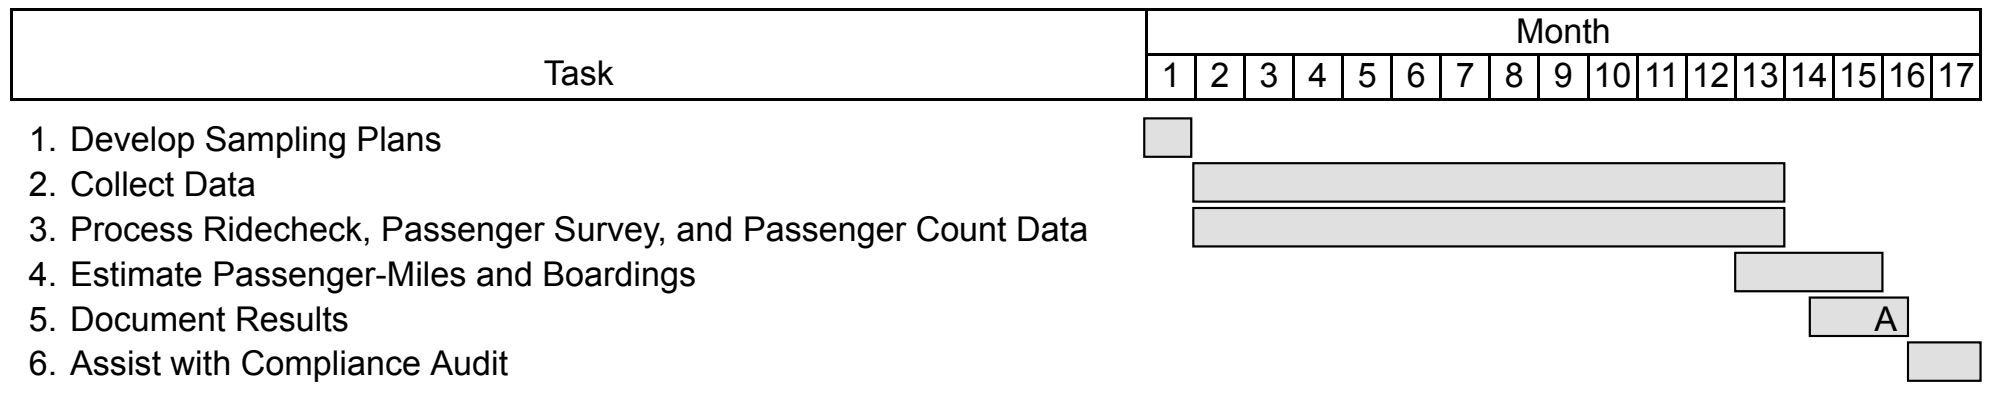 Month
Task
1 2 3 4 5 6 7 8 9 10 11 12 13 14 15 16 17
1. Develop Sampling Plans
2. Collect Data
3. Process Ridecheck, Passenger Survey, and Passenger Count Data
4. Estimate Passenger-Miles and Boardings
5. Document Results A
6. Assist with Compliance Audit